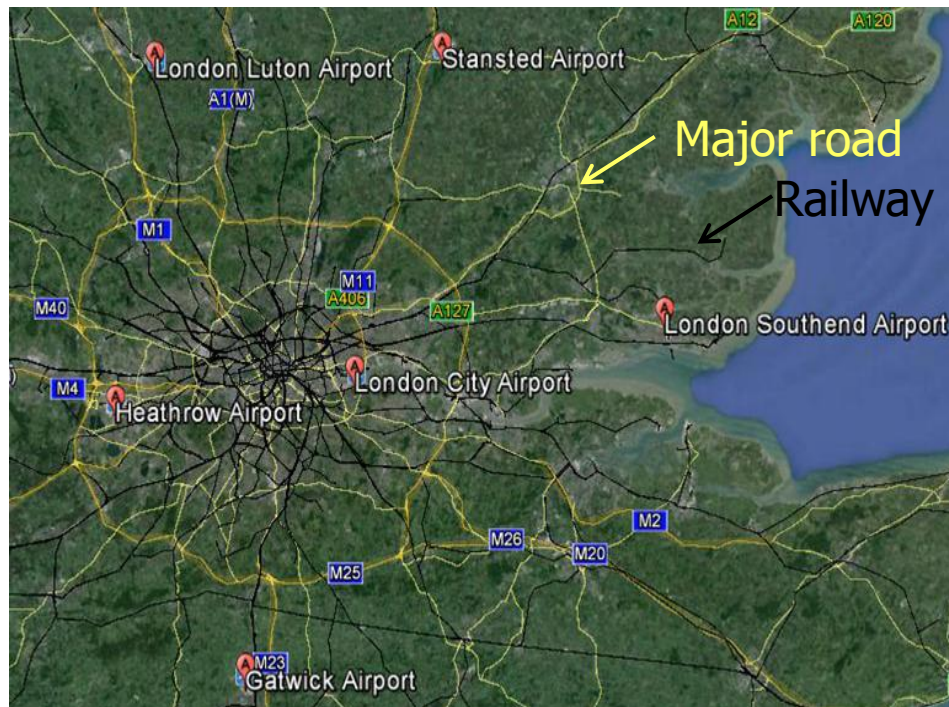 A12
A120
A
London Luton Airport
A
Stansted Airport
A1(M)
Major road
Railway
M1
M11
A406
A127
M40
A
London Southend Airport
M4
A
London City Airport
A
Heathrow Airport
)
M2
M26
M20
M25
A
M23
Gatwick Airport